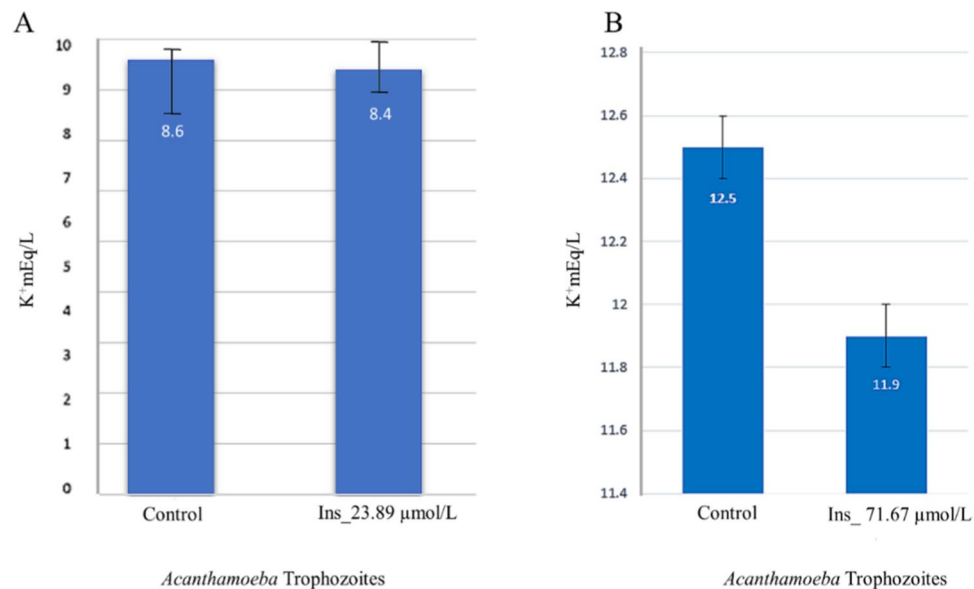 A
K⁺mEq/L
10
9
8
7
6
5
4
3
2
1
0
8.6
8.4
Control
Ins_23.89 µmol/L
Acanthamoeba Trophozoites
B
K⁺mEq/L
12.8
12.6
12.4
12.2
12
11.8
11.6
11.4
12.5
11.9
Control
Ins_ 71.67 µmol/L
Acanthamoeba Trophozoites